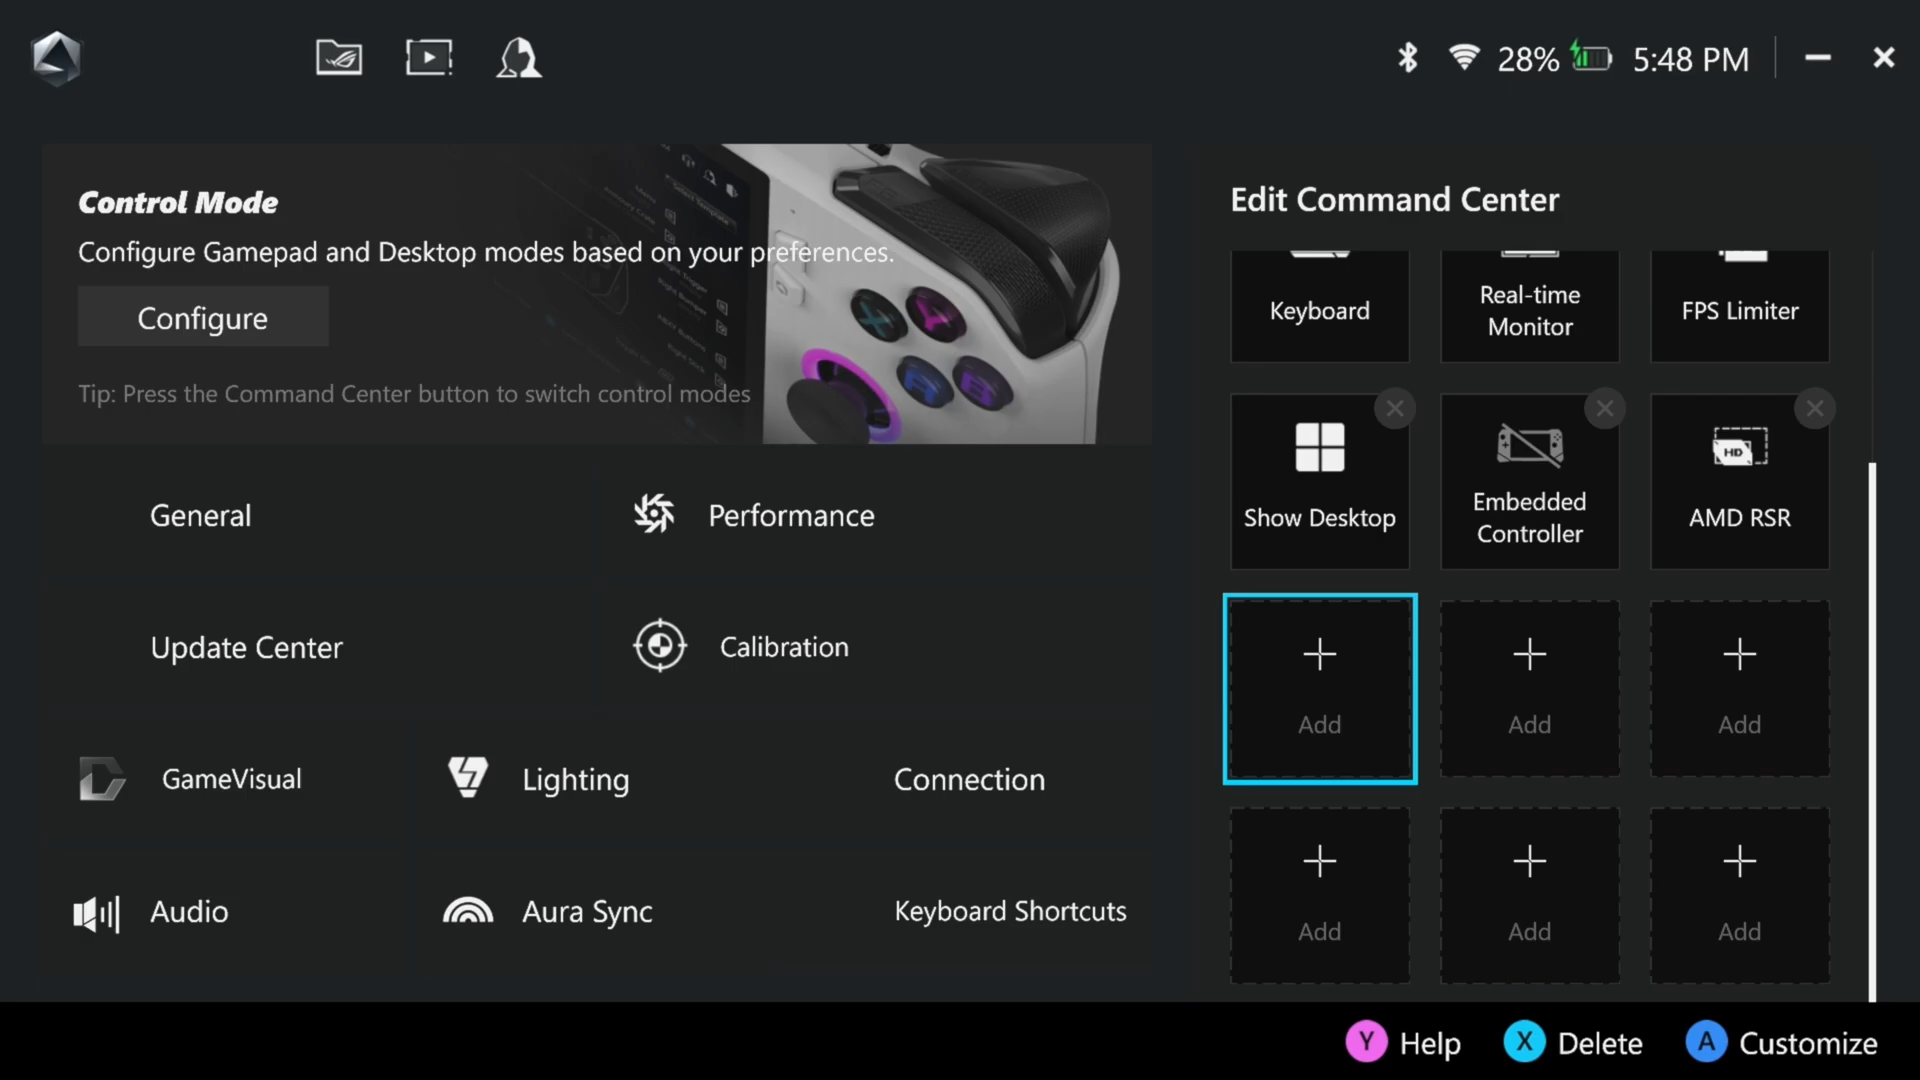 28%
5:48 PM
Control Mode
Configure Gamepad and Desktop modes based on your preferences.
Configure
Tip: Press the Command Center button to switch control modes
X
Y
A
B
General
Performance
Update Center
Calibration
GameVisual
Lighting
Connection
Audio
Aura Sync
Keyboard Shortcuts
Edit Command Center
Keyboard
Real-time
Monitor
FPS Limiter
Show Desktop
Embedded
Controller
HD
AMD RSR
Add
Add
Add
Add
Add
Add
Y Help
X Delete
A Customize